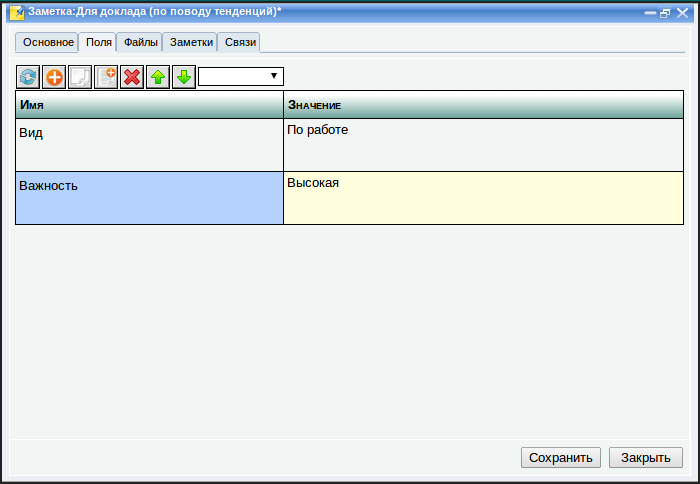 Заметка:Для доклада (по поводу тенденций)*
Основное Поля Файлы Заметки Связи
Имя Значение
Вид По работе
Важность Высокая
Сохранить Закрыть